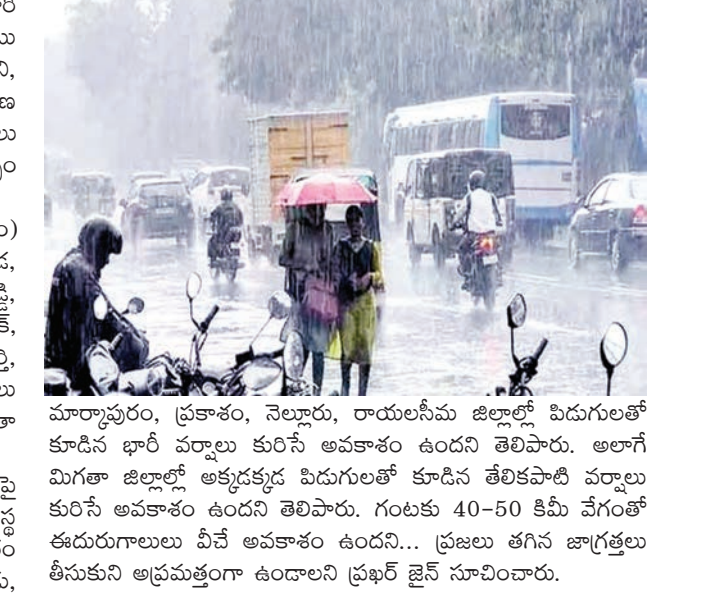 మార్కాపురం, ప్రకాశం, నెల్లూరు, రాయలసీమ జిల్లాల్లో పిడుగులతో
కూడిన భారీ వర్షాలు కురిసే అవకాశం ఉందని తెలిపారు. అలాగే
మిగతా జిల్లాల్లో అక్కడక్కడ పిడుగులతో కూడిన తేలికపాటి వర్షాలు
కురిసే అవకాశం ఉందని తెలిపారు. గంటకు 40-50 కిమీ వేగంతో
ఈదురుగాలులు వీచే అవకాశం ఉందని... ప్రజలు తగిన జాగ్రత్తలు
తీసుకుని అప్రమత్తంగా ఉండాలని ప్రఖర్ జైన్ సూచించారు.